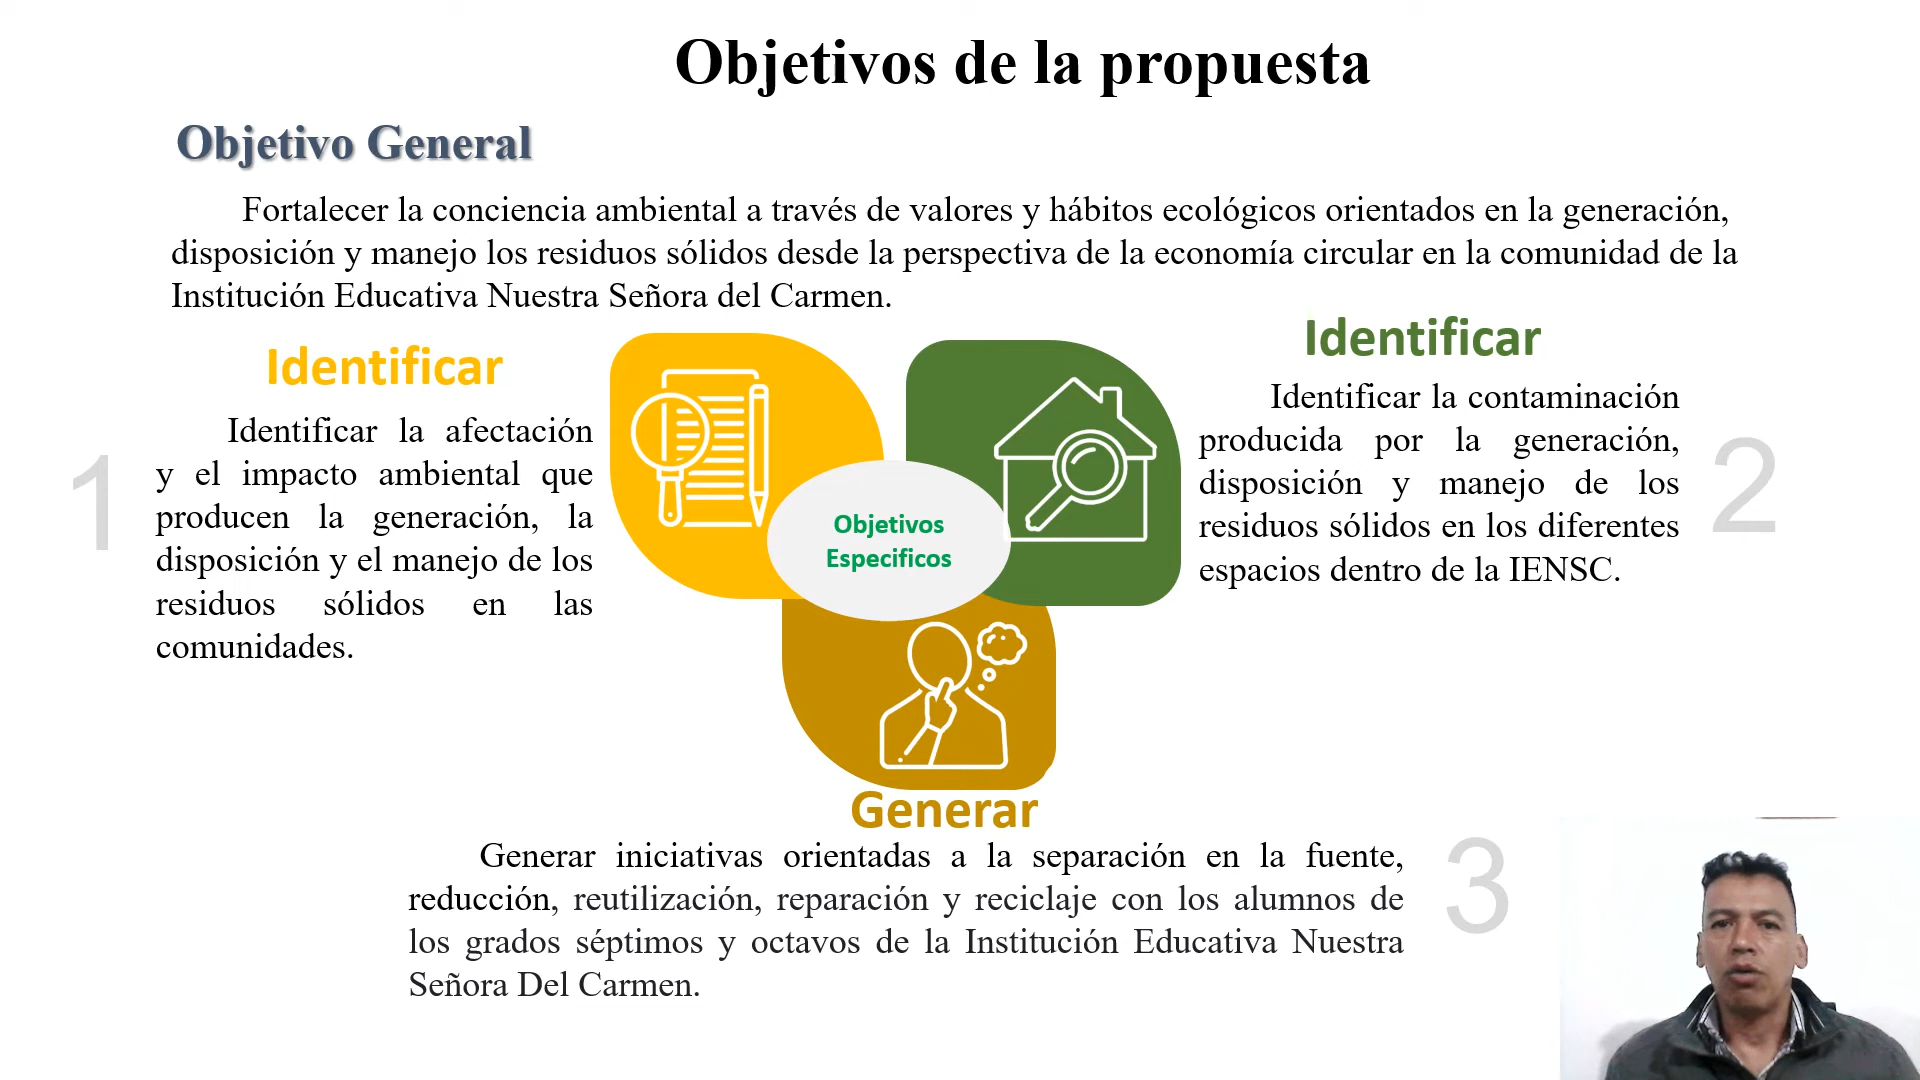 Objetivos de la propuesta
Objetivo General
Fortalecer la conciencia ambiental a través de valores y hábitos ecológicos orientados en la generación,
disposición y manejo los residuos sólidos desde la perspectiva de la economía circular en la comunidad de la
Institución Educativa Nuestra Señora del Carmen.
Identificar
1
Identificar la afectación
y el impacto ambiental que
producen la generación, la
disposición y el manejo de los
residuos sólidos en las
comunidades.
Objetivos
Especificos
Identificar
Identificar la contaminación
producida por la generación,
disposición y manejo de los
residuos sólidos en los diferentes
espacios dentro de la IENSC.
2
Generar
Generar iniciativas orientadas a la separación en la fuente,
reducción, reutilización, reparación y reciclaje con los alumnos de
los grados séptimos y octavos de la Institución Educativa Nuestra
Señora Del Carmen.
3